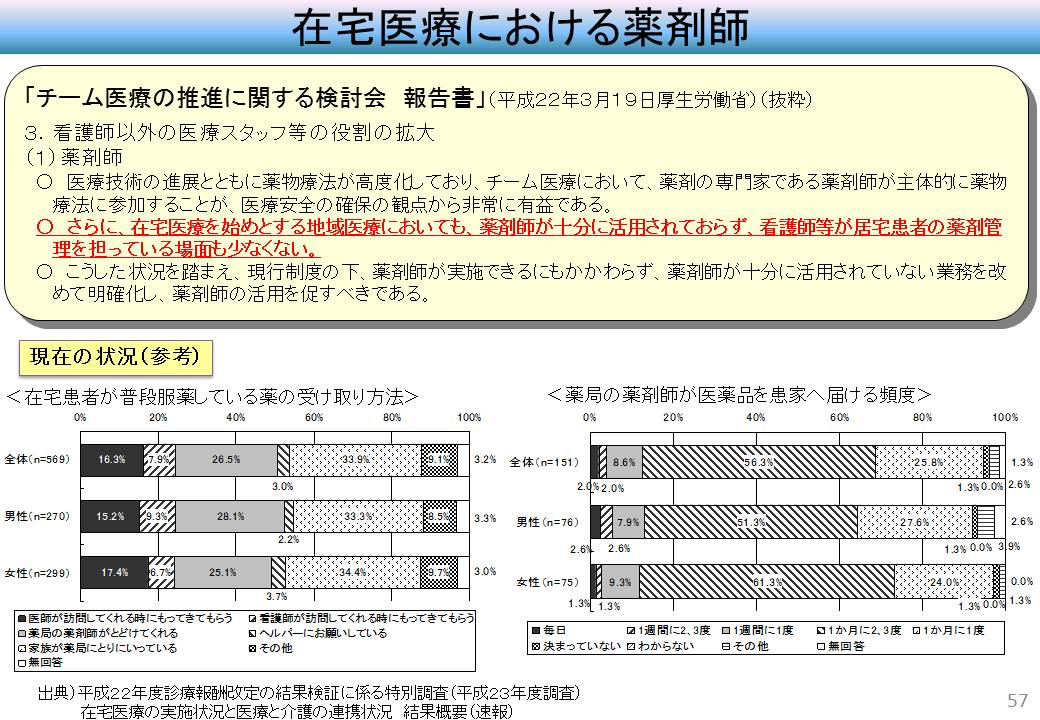 在宅医療における薬剤師
「チーム医療の推進に関する検討会　報告書」（平成２２年３月１９日厚生労働省）（抜粋）
３．看護師以外の医療スタッフ等の役割の拡大
（１）薬剤師
○　医療技術の進展とともに薬物療法が高度化しており、チーム医療において、薬剤の専門家である薬剤師が主体的に薬物
療法に参加することが、医療安全の確保の観点から非常に有益である。
○　さらに、在宅医療を始めとする地域医療においても、薬剤師が十分に活用されておらず、看護師等が居宅患者の薬剤管
理を担っている場面も少なくない。
○　こうした状況を踏まえ、現行制度の下、薬剤師が実施できるにもかかわらず、薬剤師が十分に活用されていない業務を改
めて明確化し、薬剤師の活用を促すべきである。
現在の状況（参考）
＜在宅患者が普段服薬している薬の受け取り方法＞
0% 20% 40% 60% 80% 100%
全体（n=569） 16.3% 7.9% 26.5% 33.9% 9.1% 3.2%
3.0%
男性（n=270） 15.2% 9.3% 28.1% 33.3% 8.5% 3.3%
2.2%
女性（n=299） 17.4% 6.7% 25.1% 34.4% 9.7% 3.0%
3.7%
医師が訪問してくれる時にもってきてもらう 看護師が訪問してくれる時にもってきてもらう
薬局の薬剤師がとどけてくれる ヘルパーにお願いしている
家族が薬局にとりにいっている その他
無回答
＜薬局の薬剤師が医薬品を患家へ届ける頻度＞
0% 20% 40% 60% 80% 100%
全体（n=151） 8.6% 56.3% 25.8% 1.3%
2.0% 2.0% 1.3% 0.0% 2.6%
男性（n=76） 7.9% 51.3% 27.6% 2.6%
2.6% 2.6% 1.3% 0.0% 3.9%
女性（n=75） 9.3% 61.3% 24.0% 0.0%
1.3% 1.3% 1.3% 0.0% 1.3%
毎日 1週間に2、3度 1週間に1度 1か月に2、3度 1か月に1度
決まっていない わからない その他 無回答
出典）平成２２年度診療報酬改定の結果検証に係る特別調査（平成２３年度調査）
在宅医療の実施状況と医療と介護の連携状況　結果概要（速報）
57